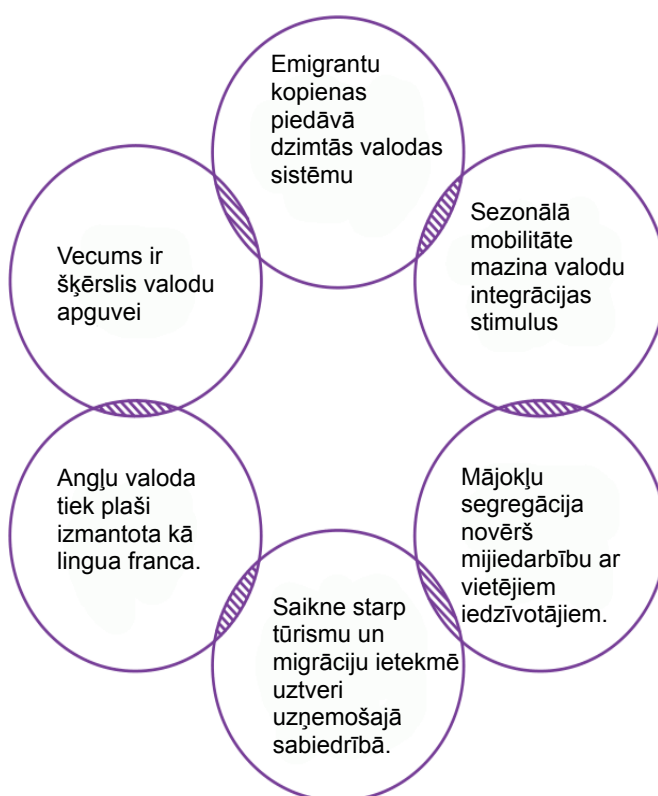 Emigrantu
kopienas
piedāvā
dzimtās valodas
sistēmu
Sezonālā
mobilitāte
mazina valodu
integrācijas
stimulus
Vecums ir
šķērslis valodu
apguvei
Angļu valoda
tiek plaši
izmantota kā
lingua franca.
Mājokļu
segregācija
novērš
mijiedarbību ar
vietējiem
iedzīvotājiem.
Saikne starp
tūrismu un
migrāciju ietekmē
uztveri
uzņemošajā
sabiedrībā.